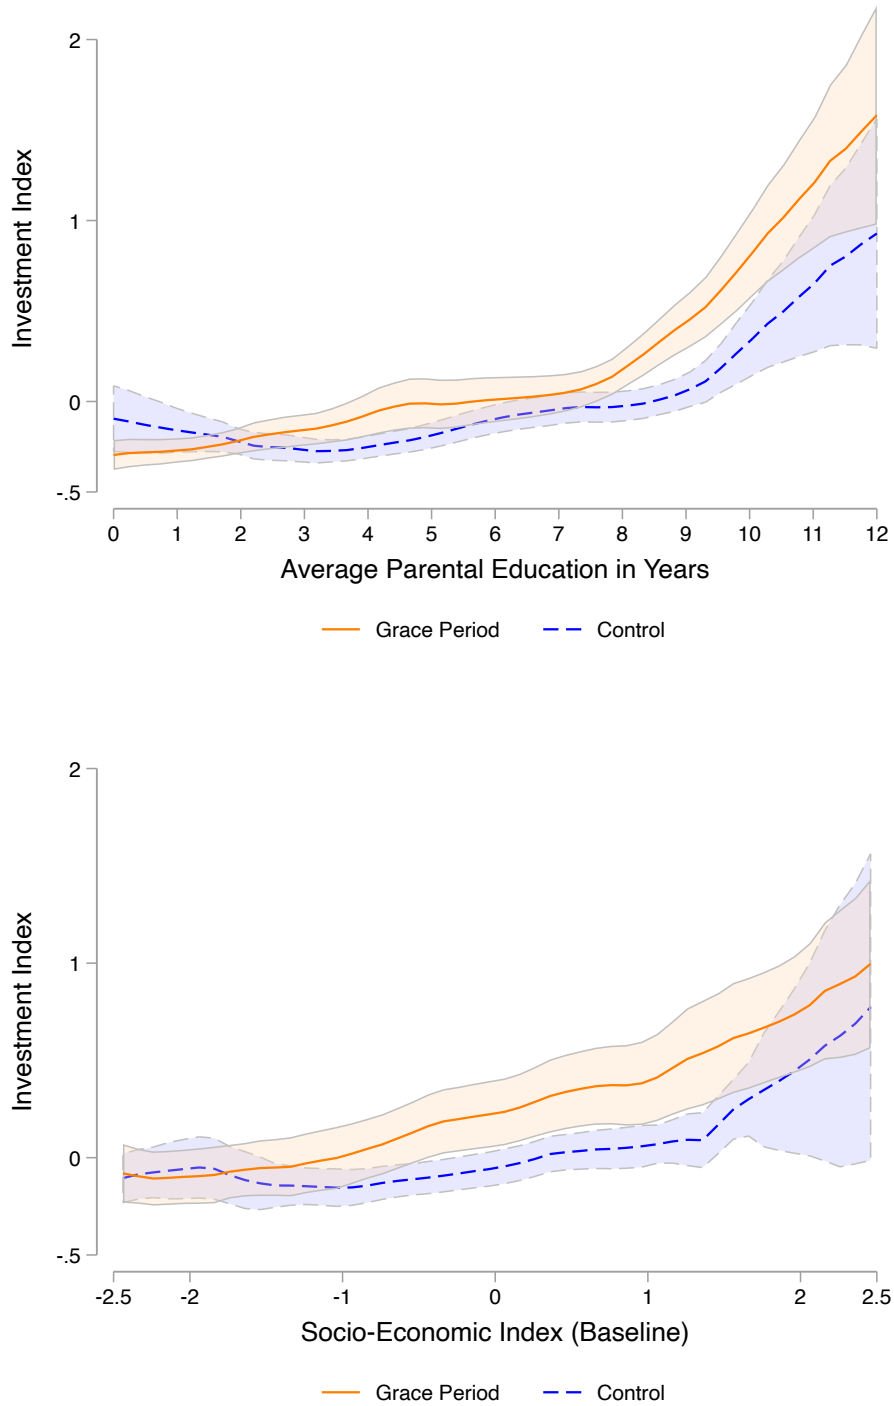 2
1
0
-.5
Investment Index
0 1 2 3 4 5 6 7 8 9 10 11 12
Average Parental Education in Years
Grace Period Control
2
1
0
-.5
Investment Index
-2.5 -2 -1 0 1 2 2.5
Socio-Economic Index (Baseline)
Grace Period Control